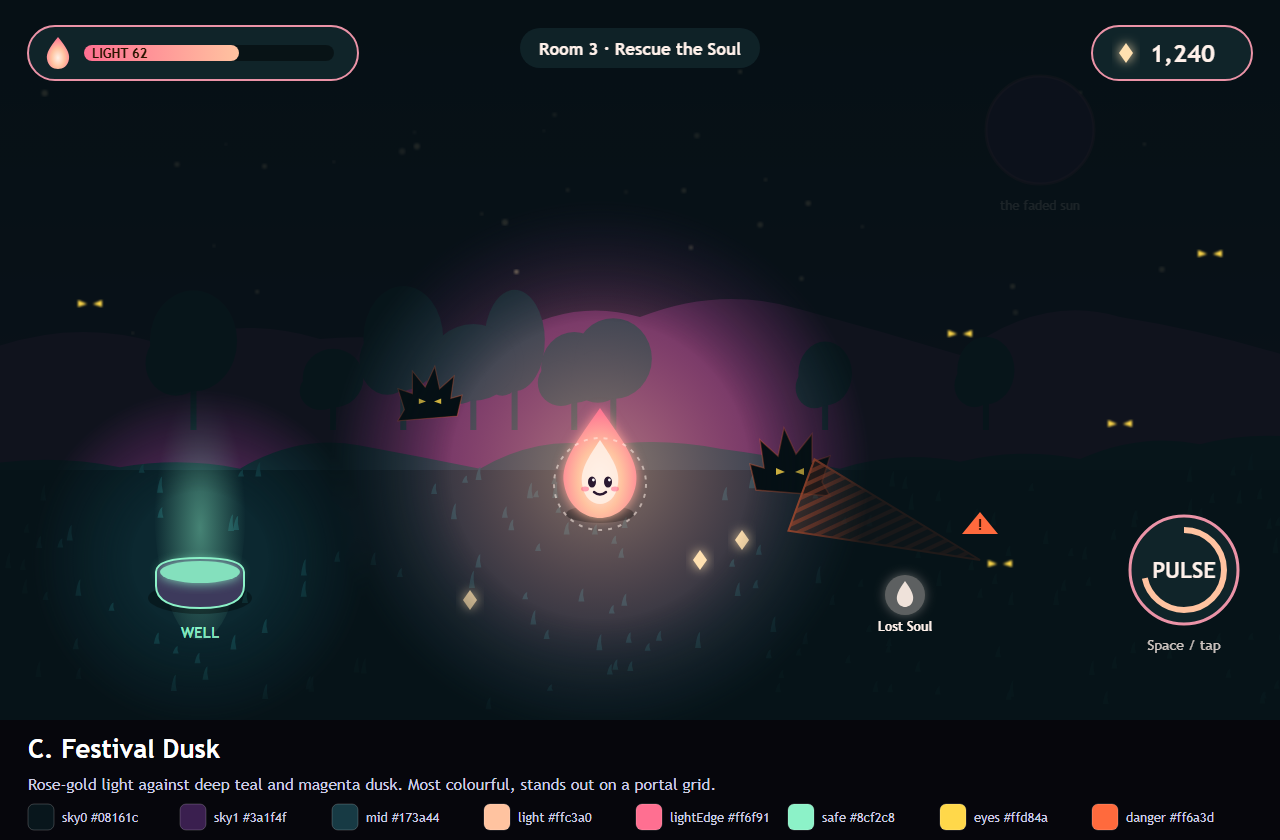 LIGHT 62
Room 3 · Rescue the Soul
1,240
the faded sun
!
PULSE
Lost Soul
WELL
Space / tap
C. Festival Dusk
Rose-gold light against deep teal and magenta dusk. Most colourful, stands out on a portal grid.
sky0 #08161c sky1 #3a1f4f mid #173a44 light #ffc3a0 lightEdge #ff6f91 safe #8cf2c8 eyes #ffd84a danger #ff6a3d